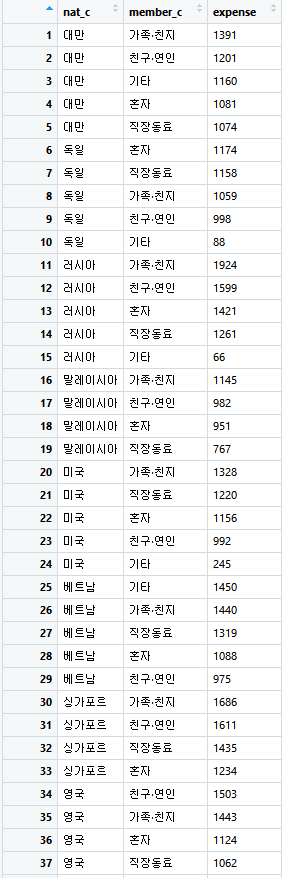 nat_c member_c expense
1 대만 가족·친지 1391
2 대만 친구·연인 1201
3 대만 기타 1160
4 대만 혼자 1081
5 대만 직장동료 1074
6 독일 혼자 1174
7 독일 직장동료 1158
8 독일 가족·친지 1059
9 독일 친구·연인 998
10 독일 기타 88
11 러시아 가족·친지 1924
12 러시아 친구·연인 1599
13 러시아 혼자 1421
14 러시아 직장동료 1261
15 러시아 기타 66
16 말레이시아 가족·친지 1145
17 말레이시아 친구·연인 982
18 말레이시아 혼자 951
19 말레이시아 직장동료 767
20 미국 가족·친지 1328
21 미국 직장동료 1220
22 미국 혼자 1156
23 미국 친구·연인 992
24 미국 기타 245
25 베트남 기타 1450
26 베트남 가족·친지 1440
27 베트남 직장동료 1319
28 베트남 혼자 1088
29 베트남 친구·연인 975
30 싱가포르 가족·친지 1686
31 싱가포르 친구·연인 1611
32 싱가포르 직장동료 1435
33 싱가포르 혼자 1234
34 영국 친구·연인 1503
35 영국 가족·친지 1443
36 영국 혼자 1124
37 영국 직장동료 1062